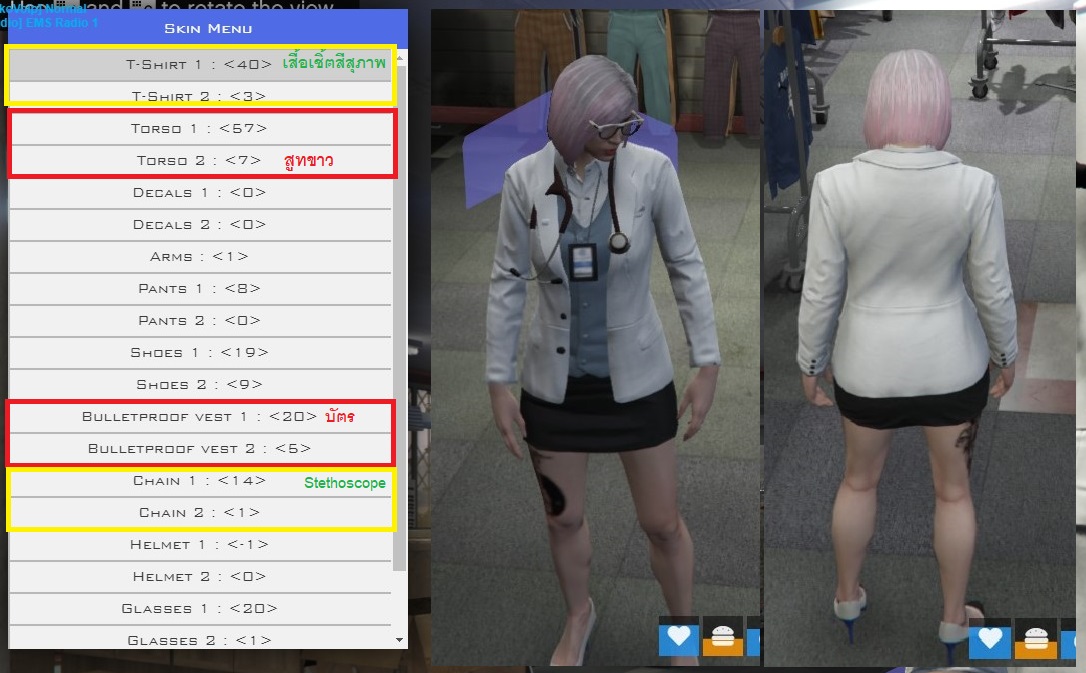 to rotate the view
EMS Radio 1
Skin Menu
T-Shirt 1 : <40> เสื้อเชิ้ตสีสุภาพ
T-Shirt 2 : <3>
Torso 1 : <57>
Torso 2 : <7> สูทขาว
Decals 1 : <0>
Decals 2 : <0>
Arms : <1>
Pants 1 : <8>
Pants 2 : <0>
Shoes 1 : <19>
Shoes 2 : <9>
Bulletproof vest 1 : <20> บัตร
Bulletproof vest 2 : <5>
Chain 1 : <14> Stethoscope
Chain 2 : <1>
Helmet 1 : <-1>
Helmet 2 : <0>
Glasses 1 : <20>
Glasses 2 : <1>